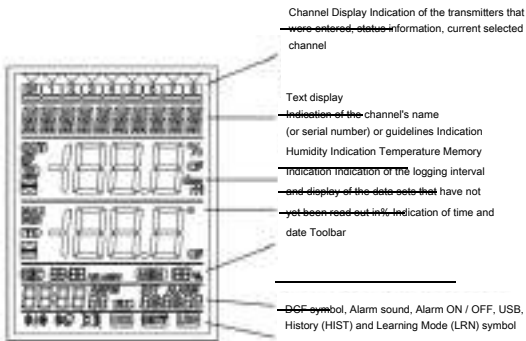 Channel Display Indication of the transmitters that
were entered, status information, current selected
channel
Text display
Indication of the channel's name
(or serial number) or guidelines Indication
Humidity Indication Temperature Memory
Indication Indication of the logging interval
and display of the data sets that have not
yet been read out in% Indication of time and
date Toolbar
DCF symbol, Alarm sound, Alarm ON / OFF, USB,
History (HIST) and Learning Mode (LRN) symbol